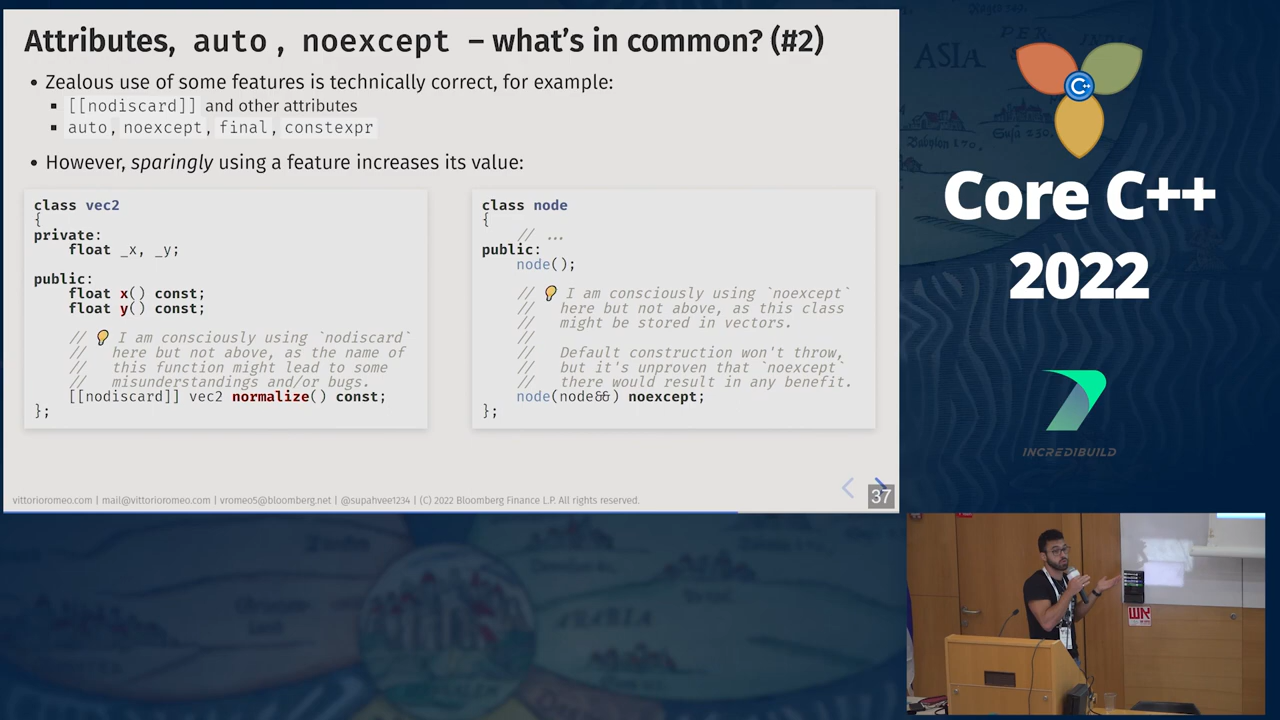 Attributes, auto, noexcept – what's in common? (#2)
• Zealous use of some features is technically correct, for example:
▪ [[nodiscard]] and other attributes
▪ auto, noexcept, final, constexpr
• However, sparingly using a feature increases its value:
class vec2
{
private:
float _x, _y;
public:
float x() const;
float y() const;
// 💡 I am consciously using `nodiscard`
// here but not above, as the name of
// this function might lead to some
// misunderstandings and/or bugs.
[[nodiscard]] vec2 normalize() const;
};
class node
{
// ...
public:
node();
// 💡 I am consciously using `noexcept`
// here but not above, as this class
// might be stored in vectors.
//
// Default construction won't throw,
// but it's unproven that `noexcept`
// there would result in any benefit.
node(node&&) noexcept;
};
vittorioromeo.com | mail@vittorioromeo.com | vromeo5@bloomberg.net | @supahvee1234 | (C) 2022 Bloomberg Finance L.P. All rights reserved.
37
C++
Core C++
2022
INCREDIBUILD
ASIA
PER
INDIA
Babylon
ARABIA